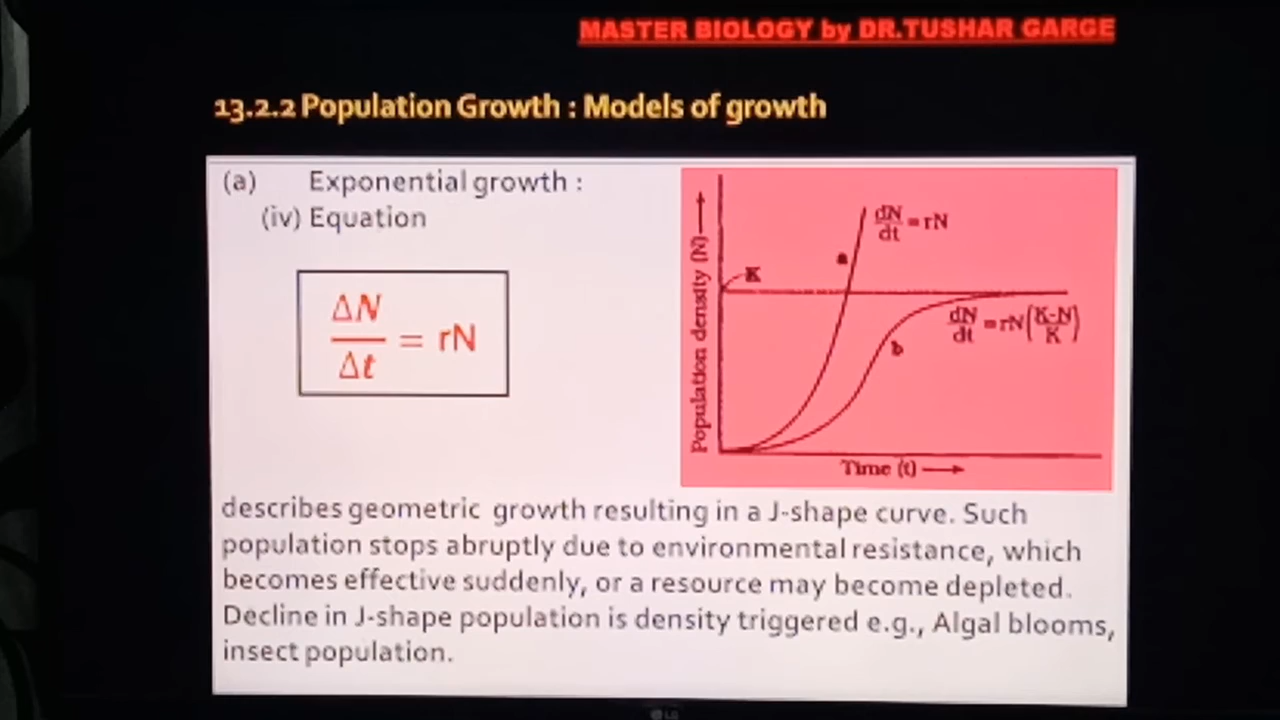 MASTER BIOLOGY by DR.TUSHAR GARGE
13.2.2 Population Growth : Models of growth
(a) Exponential growth :
(iv) Equation
ΔN
Δt
= rN
Population density (N)
K
a
dN
dt
=rN
dN
dt
=rN(K-N
K)
b
Time (t)
describes geometric growth resulting in a J-shape curve. Such
population stops abruptly due to environmental resistance, which
becomes effective suddenly, or a resource may become depleted.
Decline in J-shape population is density triggered e.g., Algal blooms,
insect population.
LG